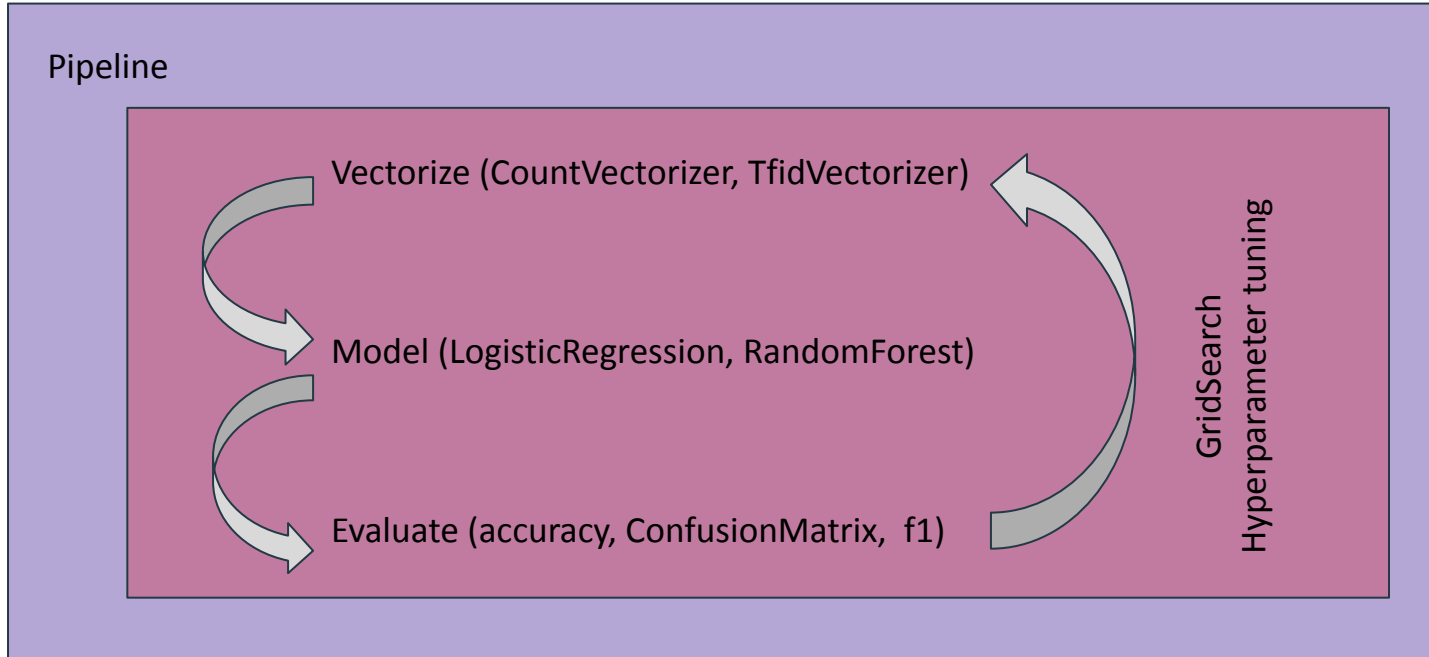 Pipeline
Vectorize (CountVectorizer, TfidVectorizer)
Model (LogisticRegression, RandomForest)
Evaluate (accuracy, ConfusionMatrix, f1)
GridSearch
Hyperparameter tuning